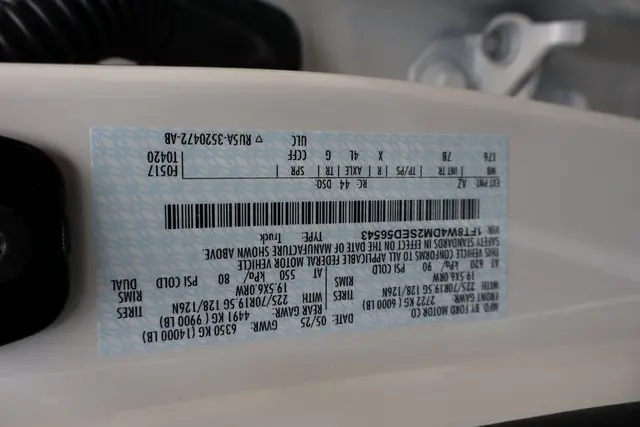 MFD. BY FORD MOTOR CO.
DATE: 05/25 GVWR: 6350 KG (14000 LB)
FRONT GAWR: 2722 KG (6000 LB) REAR GAWR: 4491 KG (9900 LB)
225/70R19.5G 128/126N TIRES WITH 225/70R19.5G 128/126N TIRES
19.5X6.0RW RIMS 19.5X6.0RW RIMS
AT 620 kPa/ 90 PSI COLD AT 550 kPa/ 80 PSI COLD DUAL
THIS VEHICLE CONFORMS TO ALL APPLICABLE FEDERAL MOTOR VEHICLE
SAFETY STANDARDS IN EFFECT ON THE DATE OF MANUFACTURE SHOWN ABOVE.
VIN: 1FT8W4DM2SED56543 TYPE: Truck
EXT PNT: AZ RC: 44 DSO: F0517
T0420
WB INT TR TP/PS R AXLE TR SPR
176 7B X 4L G CCFF
ULC
▽ RU5A-3520472-AB